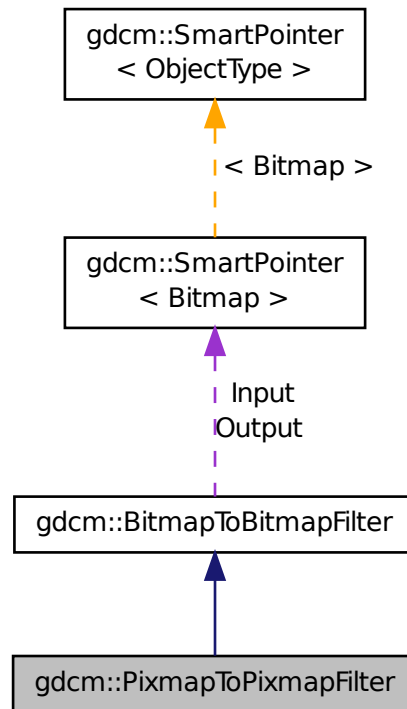 gdcm::SmartPointer
< ObjectType >
< Bitmap >
gdcm::SmartPointer
< Bitmap >
Input
Output
gdcm::BitmapToBitmapFilter
gdcm::PixmapToPixmapFilter